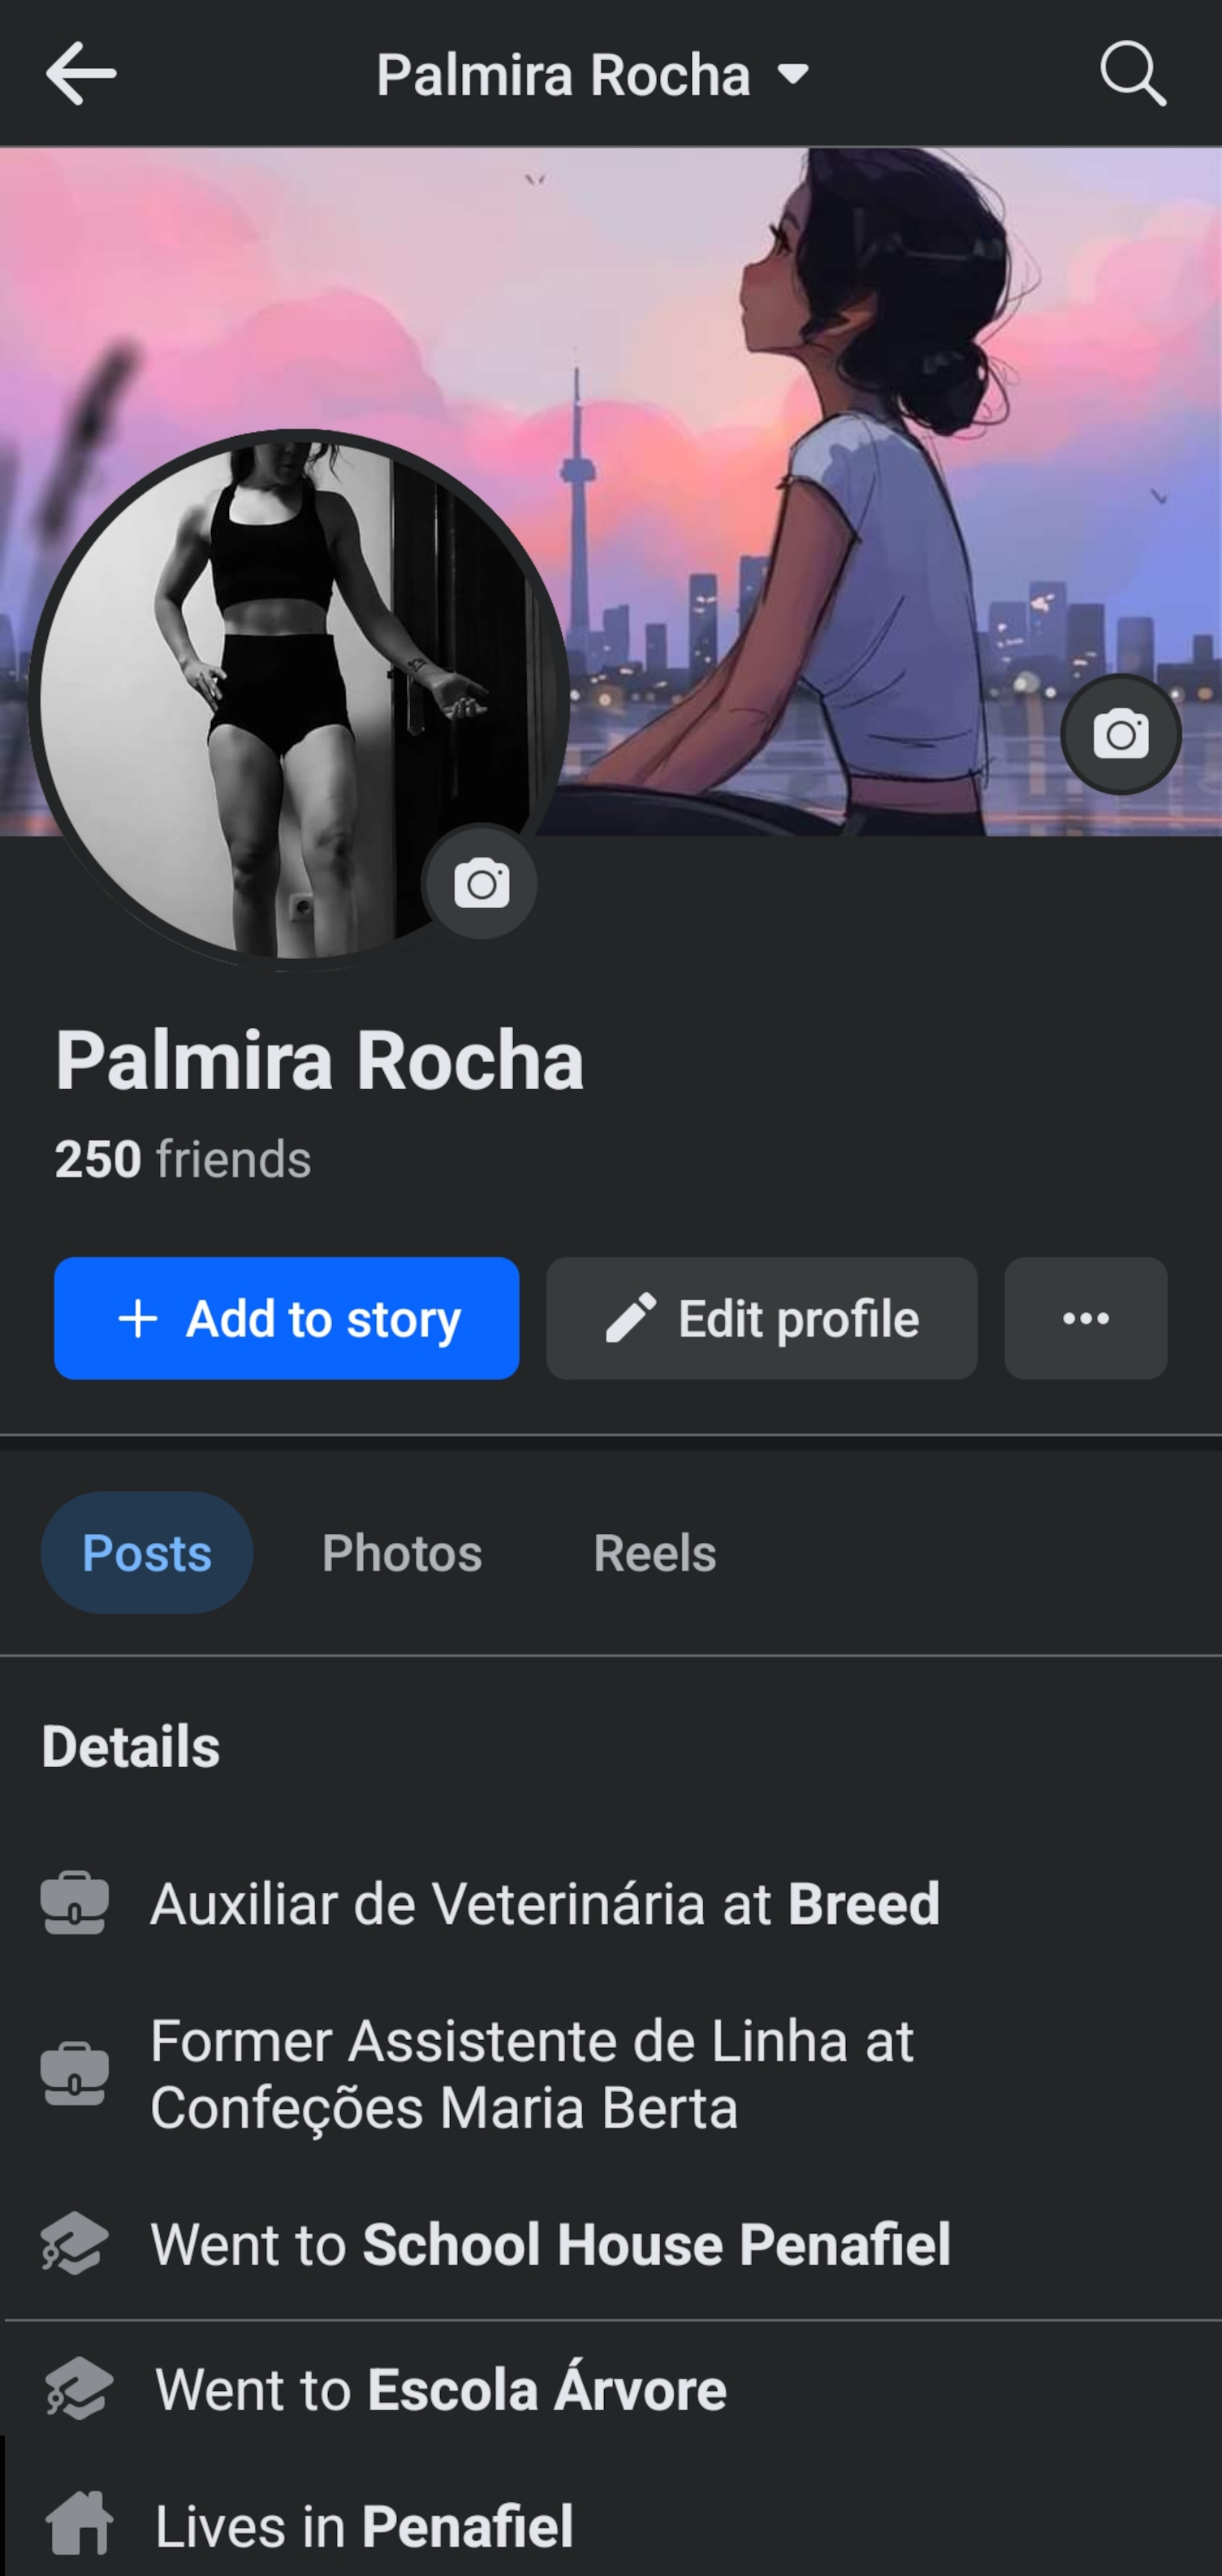 Palmira Rocha
Palmira Rocha
250 friends
+ Add to story
Edit profile
...
Posts
Photos
Reels
Details
Auxiliar de Veterinária at Breed
Former Assistente de Linha at
Confeções Maria Berta
Went to School House Penafiel
Went to Escola Árvore
Lives in Penafiel